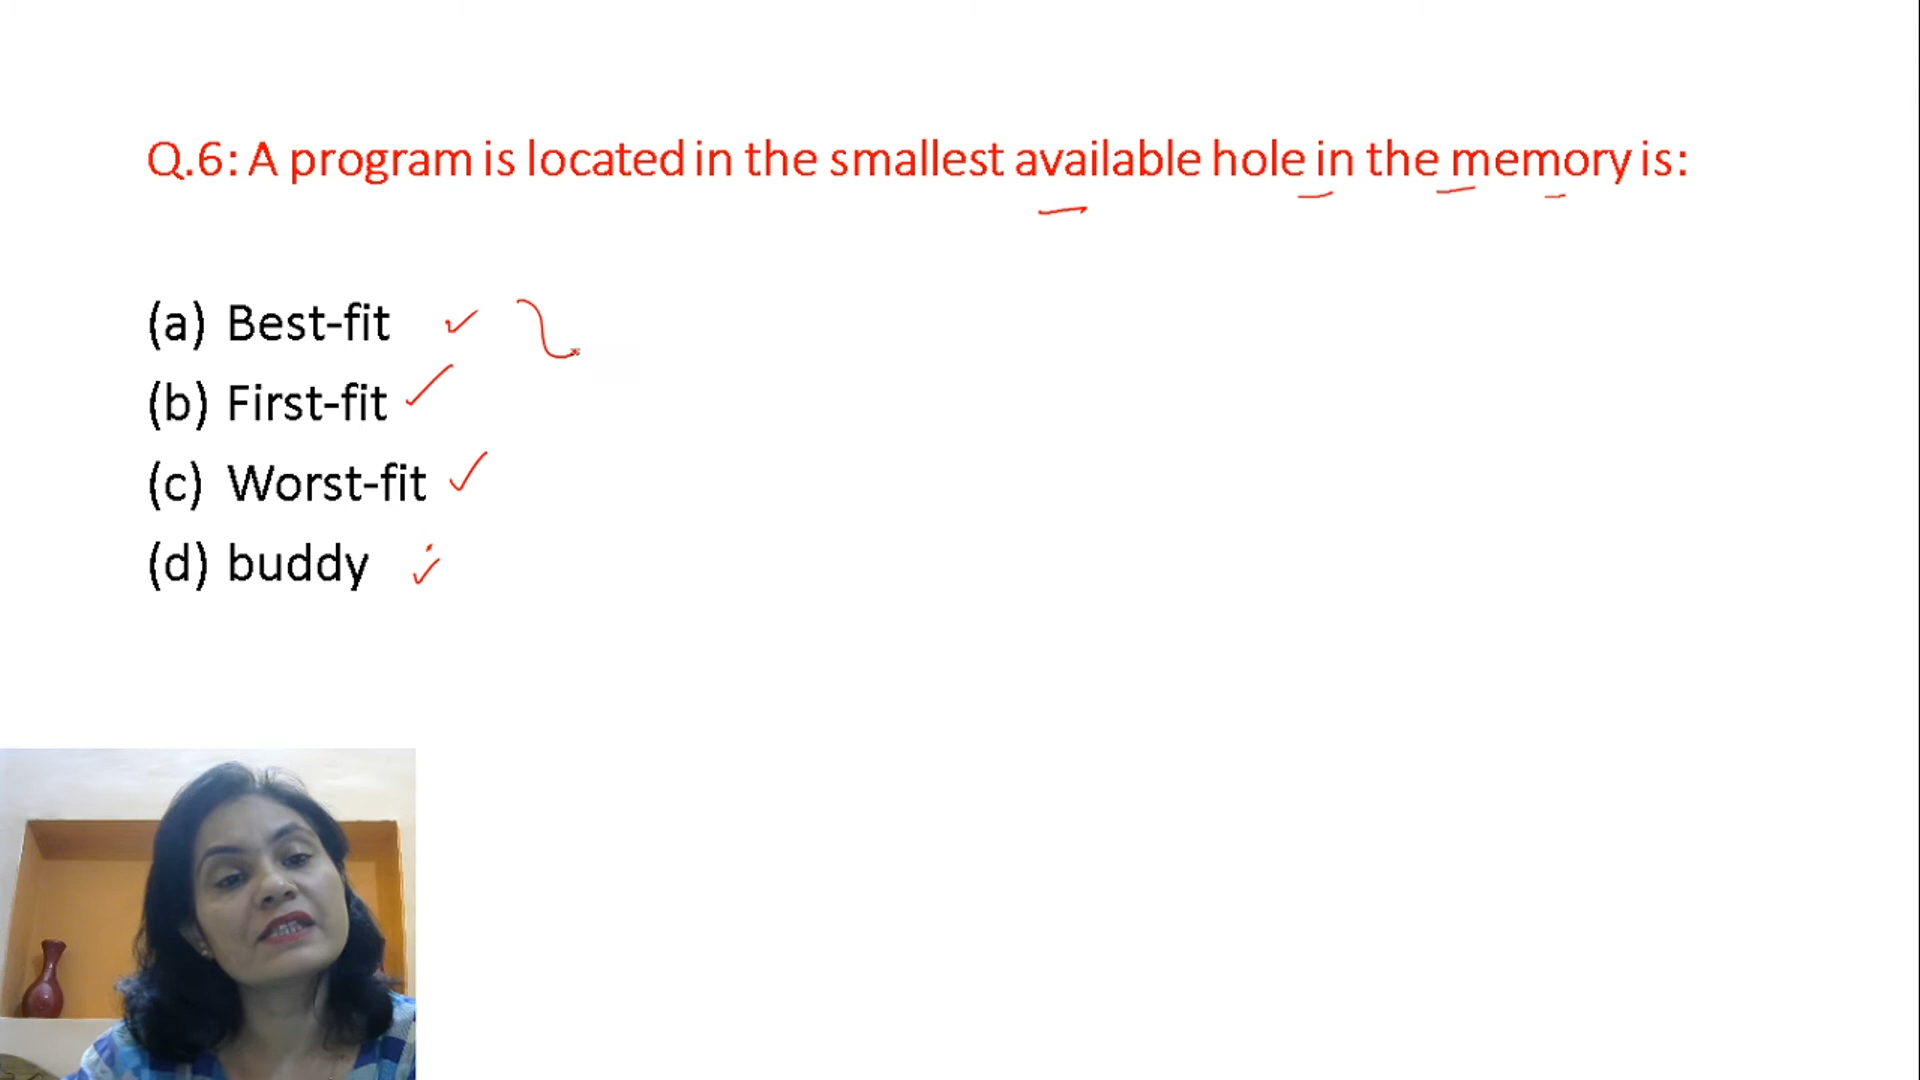 Q.6: A program is located in the smallest available hole in the memory is:
(a) Best-fit
(b) First-fit
(c) Worst-fit
(d) buddy